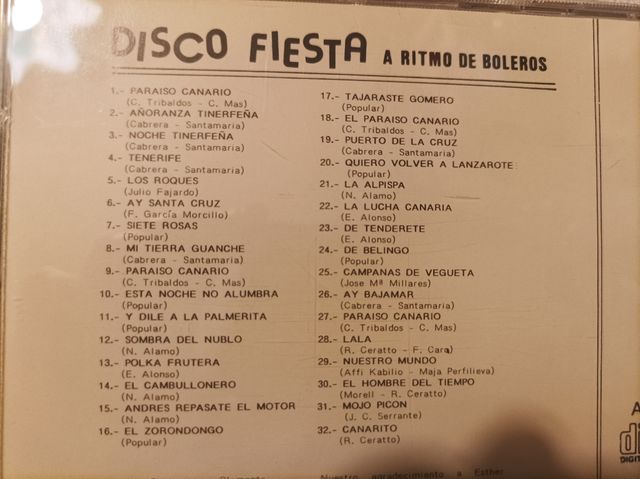 DISCO FIESTA A RITMO DE BOLEROS
1.- PARAISO CANARIO
(C. Tribaldos - C. Mas)
2.- AÑORANZA TINERFEÑA
(Cabrera - Santamaria)
3.- NOCHE TINERFEÑA
(Cabrera - Santamaria)
4.- TENERIFE
(Cabrera - Santamaria)
5.- LOS ROQUES
(Julio Fajardo)
6.- AY SANTA CRUZ
(F. García Morcillo)
7.- SIETE ROSAS
(Popular)
8.- MI TIERRA GUANCHE
(Cabrera - Santamaria)
9.- PARAISO CANARIO
(C. Tribaldos - C. Mas)
10.- ESTA NOCHE NO ALUMBRA
(Popular)
11.- Y DILE A LA PALMERITA
(Popular)
12.- SOMBRA DEL NUBLO
(N. Alamo)
13.- POLKA FRUTERA
(E. Alonso)
14.- EL CAMBULLONERO
(N. Alamo)
15.- ANDRES REPASATE EL MOTOR
(N. Alamo)
16.- EL ZORONDONGO
(Popular)
17.- TAJARASTE GOMERO
(Popular)
18.- EL PARAISO CANARIO
(C. Tribaldos - C. Mas)
19.- PUERTO DE LA CRUZ
(Cabrera - Santamaria)
20.- QUIERO VOLVER A LANZAROTE
(Popular)
21.- LA ALPISPA
(N. Alamo)
22.- LA LUCHA CANARIA
(E. Alonso)
23.- DE TENDERETE
(E. Alonso)
24.- DE BELINGO
(Popular)
25.- CAMPANAS DE VEGUETA
(Jose Mª Millares)
26.- AY BAJAMAR
(Cabrera - Santamaria)
27.- PARAISO CANARIO
(C. Tribaldos - C. Mas)
28.- LALA
(R. Ceratto - F. Cara)
29.- NUESTRO MUNDO
(Affi Kabilio - Maja Perfilieva)
30.- EL HOMBRE DEL TIEMPO
(Morell - R. Ceratto)
31.- MOJO PICON
(J. C. Serrante)
32.- CANARITO
(R. Ceratto)
Nuestro agradecimiento a Esther